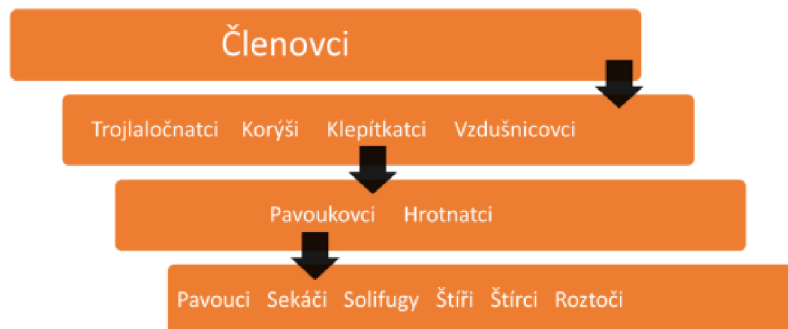 Členovci
Trojlaločnatci Korýši Klepítkatci Vzdušnicovci
Pavoukovci Hrotnatci
Pavouci Sekáči Solifugy Štíři Štírci Roztoči